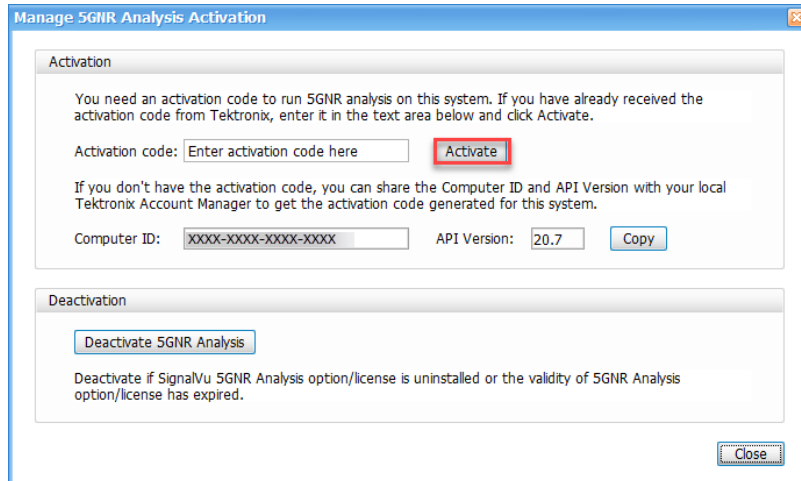 Manage 5GNR Analysis Activation
Activation
You need an activation code to run 5GNR analysis on this system. If you have already received the
activation code from Tektronix, enter it in the text area below and click Activate.
Activation code: Enter activation code here Activate
If you don't have the activation code, you can share the Computer ID and API Version with your local
Tektronix Account Manager to get the activation code generated for this system.
Computer ID: XXXX-XXXX-XXXX-XXXX API Version: 20.7 Copy
Deactivation
Deactivate 5GNR Analysis
Deactivate if SignalVu 5GNR Analysis option/license is uninstalled or the validity of 5GNR Analysis
option/license has expired.
Close